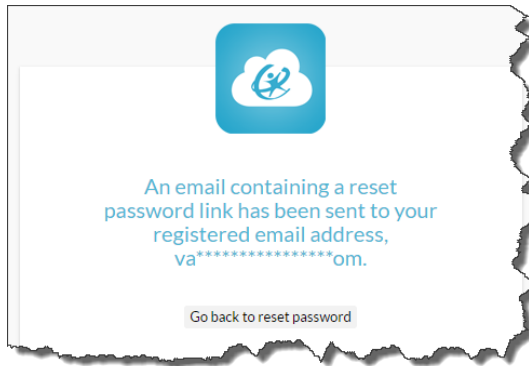 An email containing a reset
password link has been sent to your
registered email address,
va****************om.
Go back to reset password